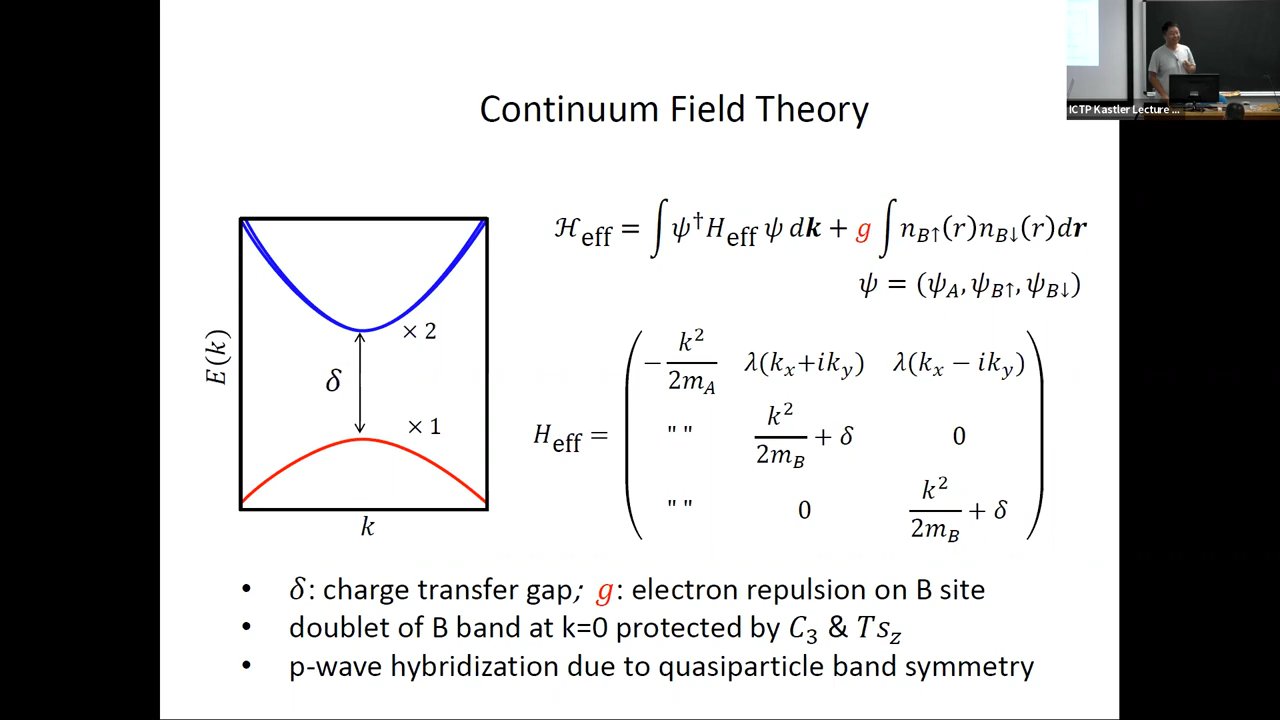 Continuum Field Theory
ICTP Kastler Lecture ...
ℋ_eff = ∫ψ†H_eff ψ d𝒌 + g ∫n_B↑(r)n_B↓(r)d𝒓
ψ = (ψ_A, ψ_B↑, ψ_B↓)
E(k)
× 2
δ
× 1
k
H_eff =
−k²/2m_A λ(k_x+ik_y) λ(k_x − ik_y)
" " k²/2m_B + δ 0
" " 0 k²/2m_B + δ
• δ: charge transfer gap; g: electron repulsion on B site
• doublet of B band at k=0 protected by C₃ & Ts_z
• p-wave hybridization due to quasiparticle band symmetry